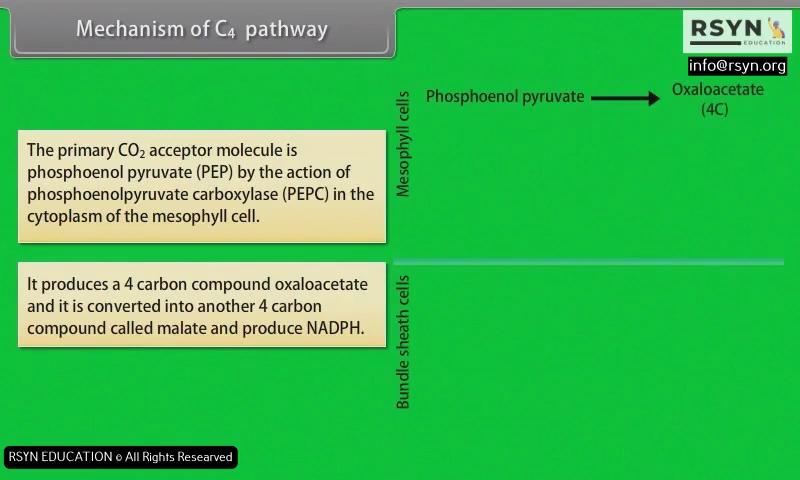 Mechanism of C₄ pathway
RSYN
EDUCATION
info@rsyn.org
Phosphoenol pyruvate
Oxaloacetate
(4C)
Mesophyll cells
The primary CO₂ acceptor molecule is
phosphoenol pyruvate (PEP) by the action of
phosphoenolpyruvate carboxylase (PEPC) in the
cytoplasm of the mesophyll cell.
It produces a 4 carbon compound oxaloacetate
and it is converted into another 4 carbon
compound called malate and produce NADPH.
Bundle sheath cells
RSYN EDUCATION © All Rights Researved